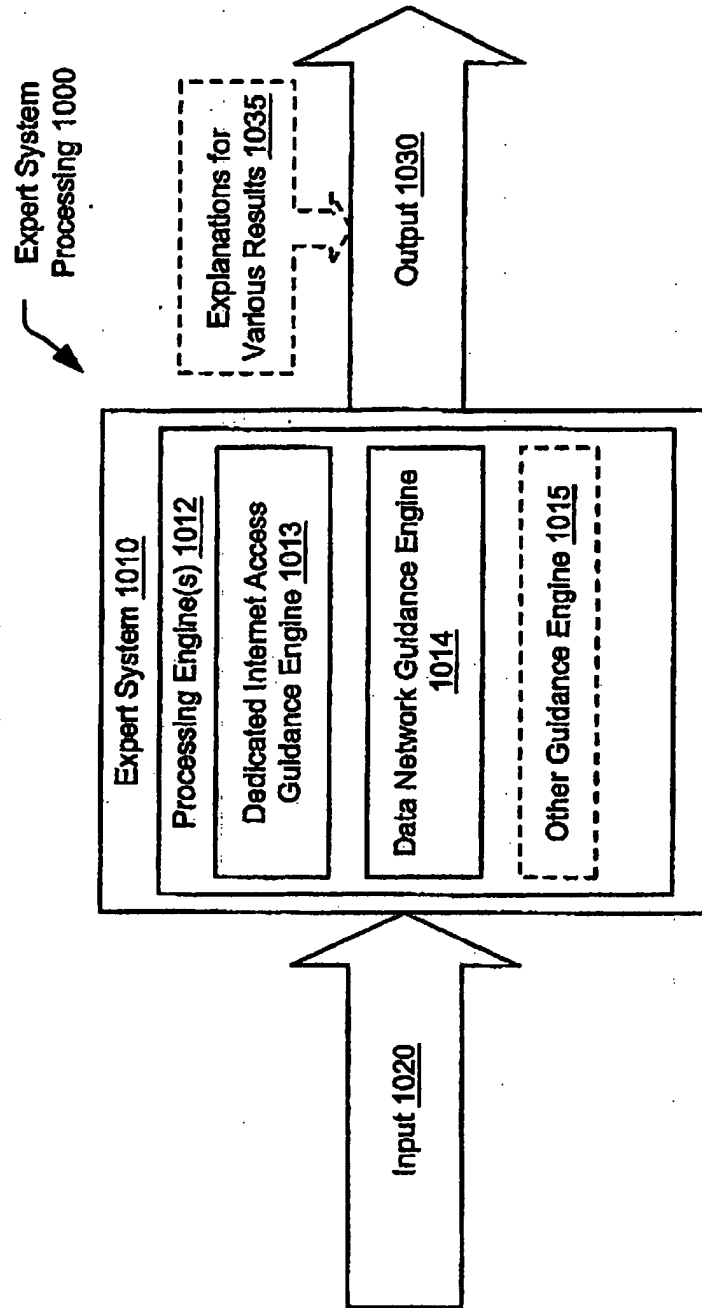 Expert System
Processing 1000
Expert System 1010
Processing Engine(s) 1012
Dedicated Internet Access
Guidance Engine 1013
Data Network Guidance Engine
1014
Other Guidance Engine 1015
Input 1020
Explanations for
Various Results 1035
Output 1030